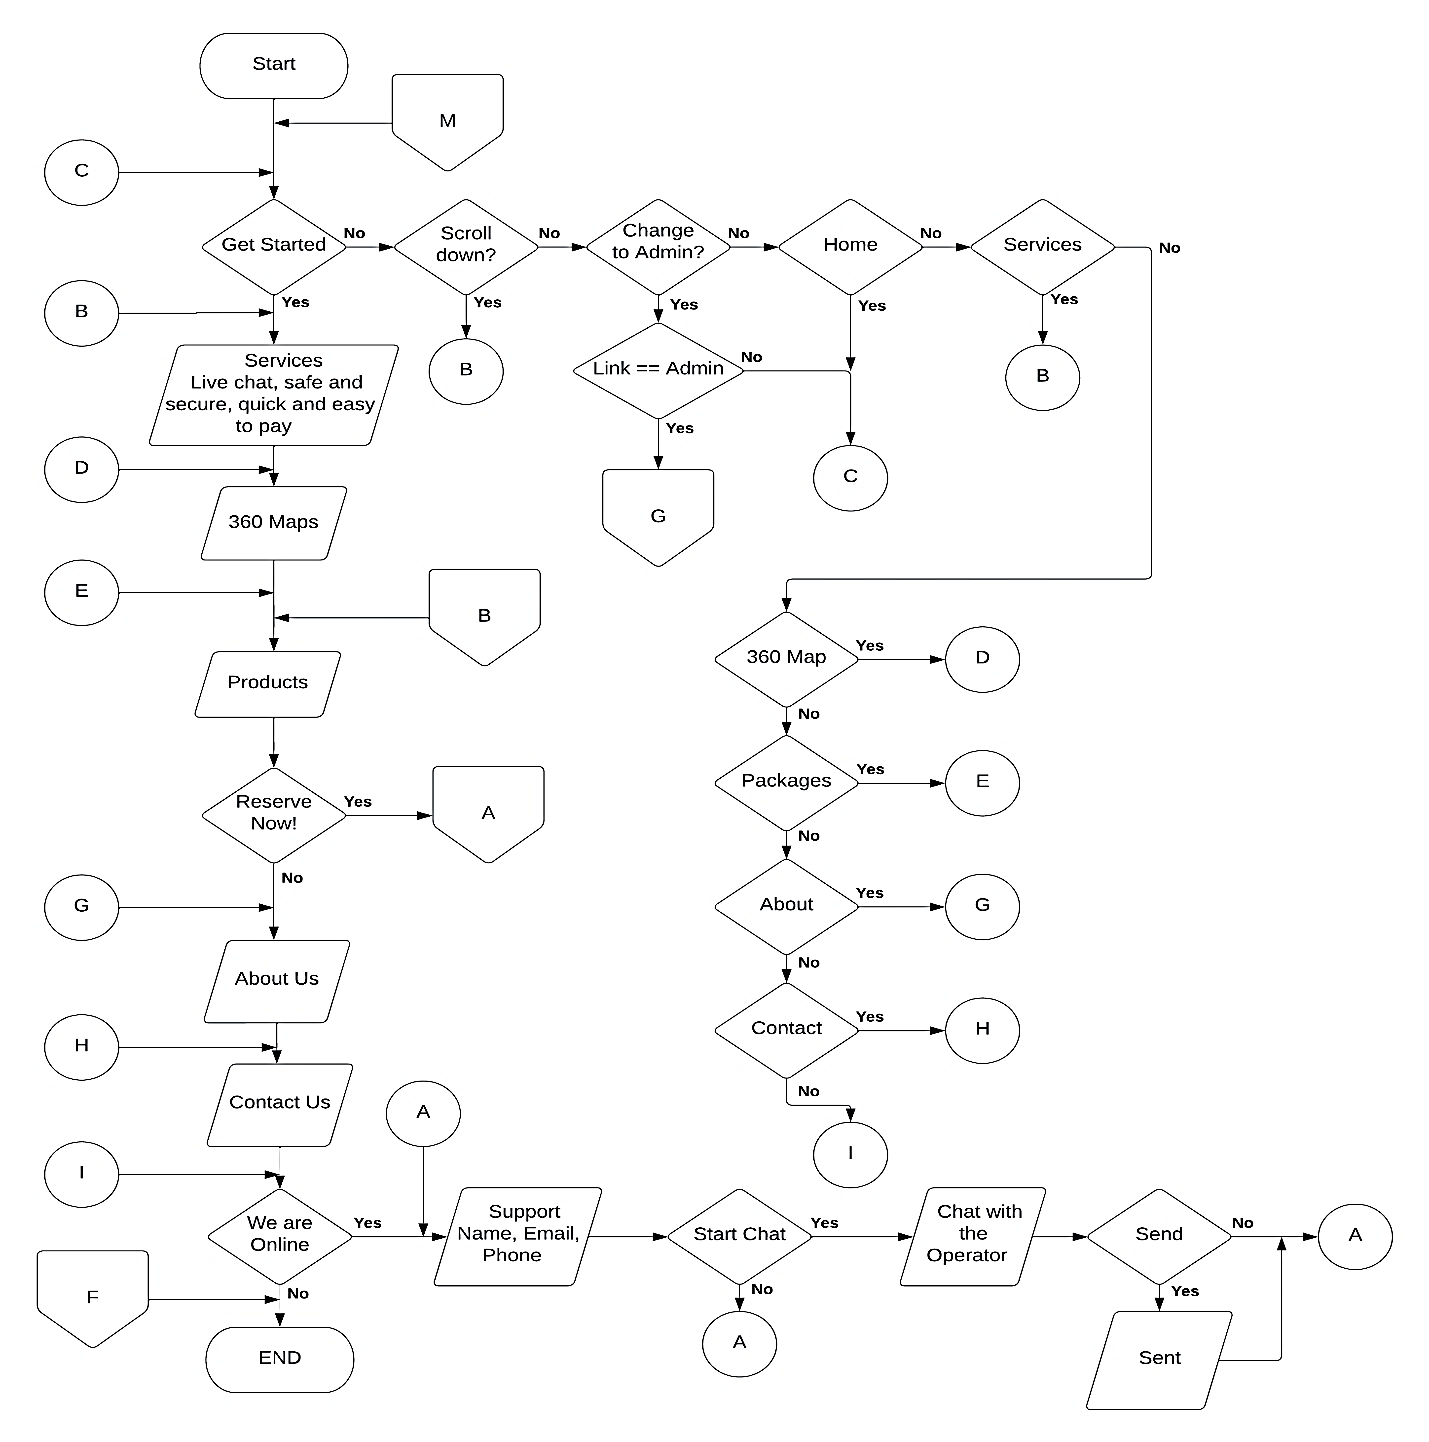 Start
M
C
Get Started
No
Scroll
down?
No
Change
to Admin?
No
Home
No
Services
No
Yes
Yes
Yes
Yes
Yes
B
Services
Live chat, safe and
secure, quick and easy
to pay
B
Link == Admin
No
B
Yes
C
D
360 Maps
G
E
B
Products
360 Map
Yes
D
No
Packages
Yes
E
No
Reserve
Now!
Yes
A
No
G
About
Yes
G
No
About Us
Contact
Yes
H
No
H
Contact Us
A
I
I
We are
Online
Yes
Support
Name, Email,
Phone
Start Chat
Yes
Chat with
the
Operator
Send
No
A
No
No
Yes
F
END
A
Sent